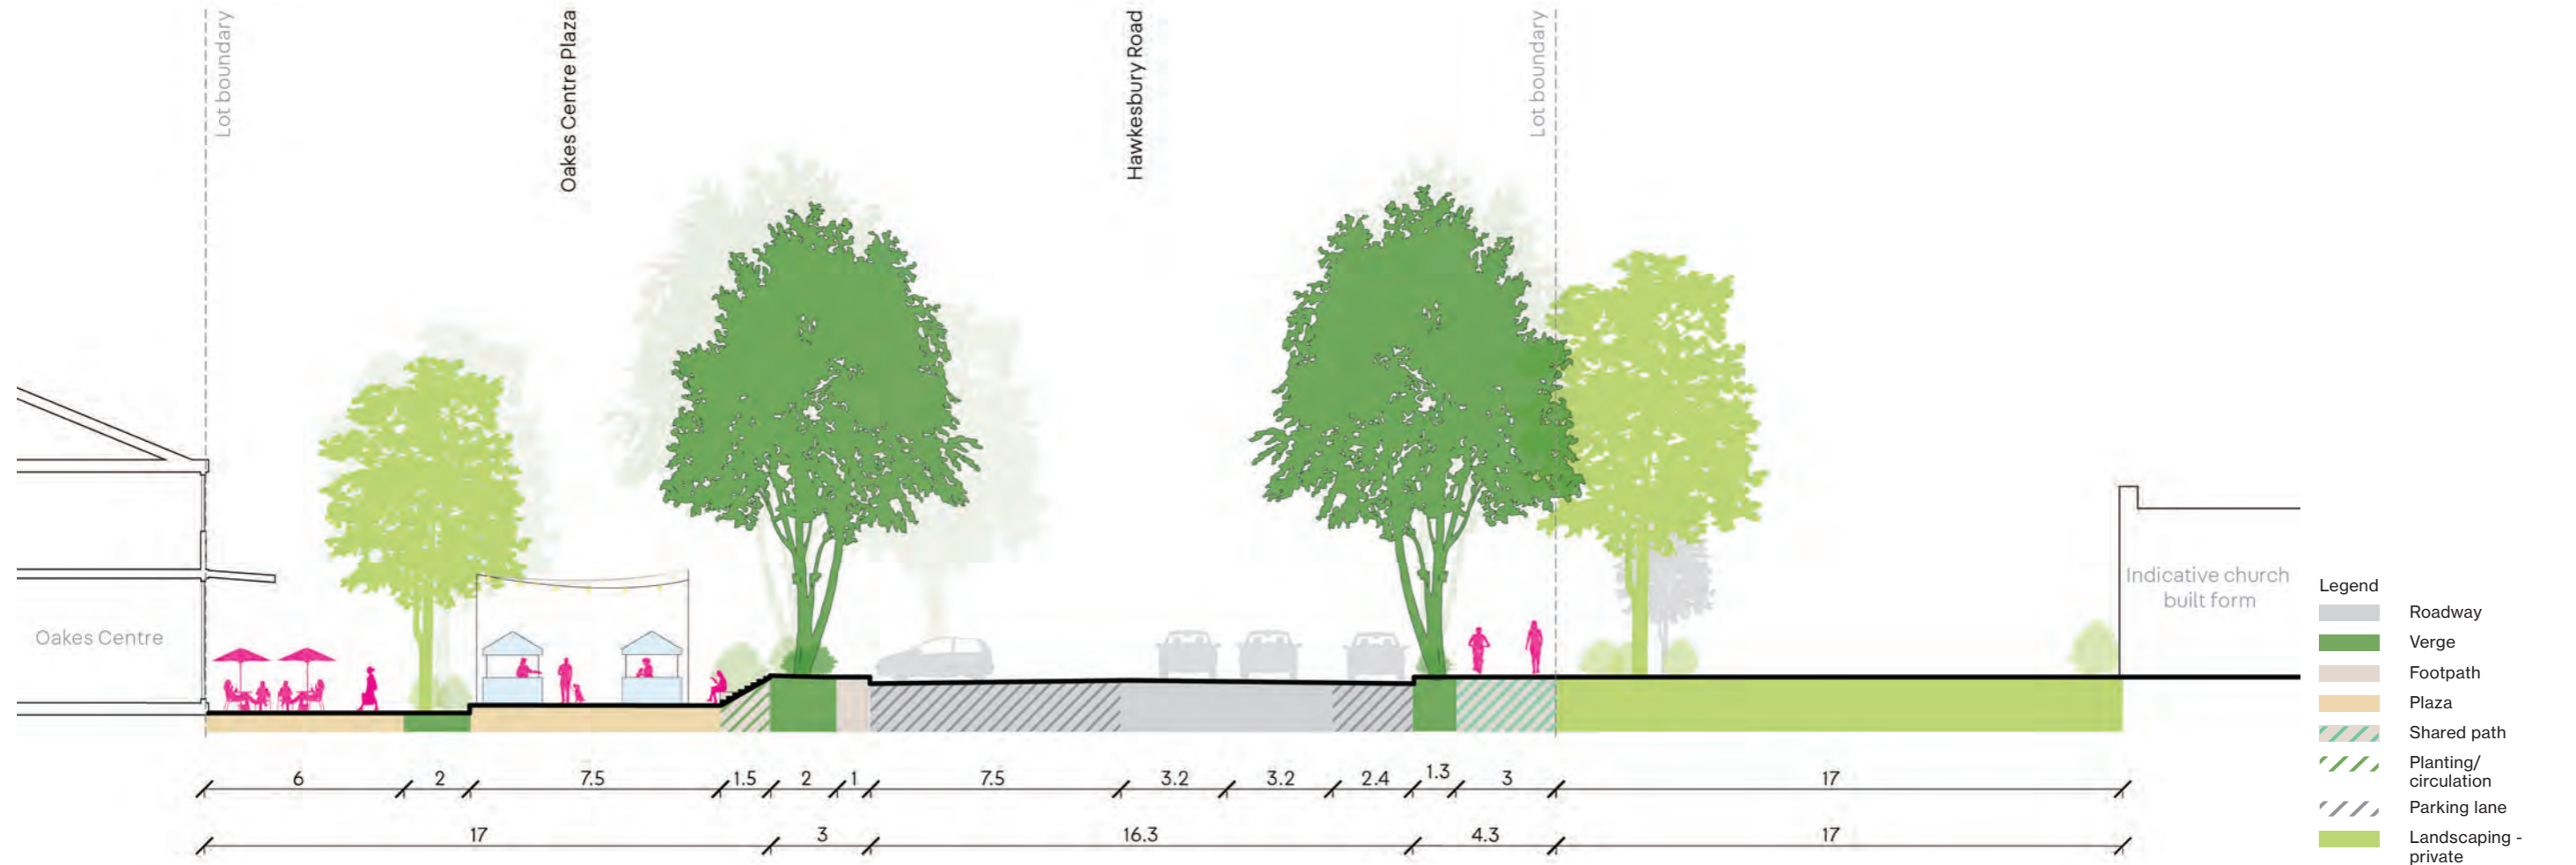 Lot boundary
Oakes Centre Plaza
Hawkesbury Road
Lot boundary
Oakes Centre
Indicative church
built form
Legend
Roadway
Verge
Footpath
Plaza
Shared path
Planting/
circulation
Parking lane
Landscaping -
private
6 2 7.5 1.5 2 1 7.5 3.2 3.2 2.4 1.3 3 17
17 3 16.3 4.3 17